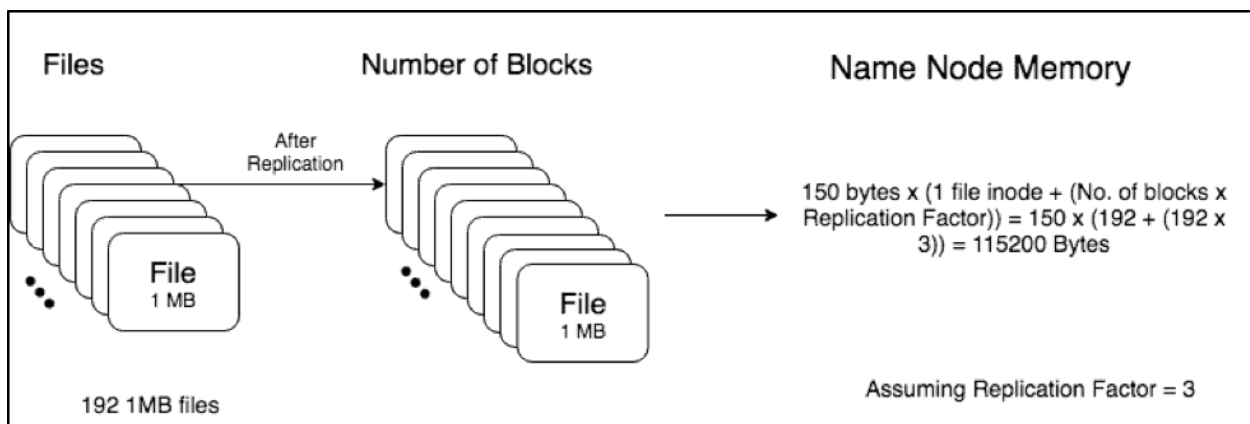 Files
Number of Blocks
Name Node Memory
After
Replication
150 bytes x (1 file inode + (No. of blocks x
Replication Factor)) = 150 x (192 + (192 x
3)) = 115200 Bytes
File
1 MB
File
1 MB
192 1MB files
Assuming Replication Factor = 3